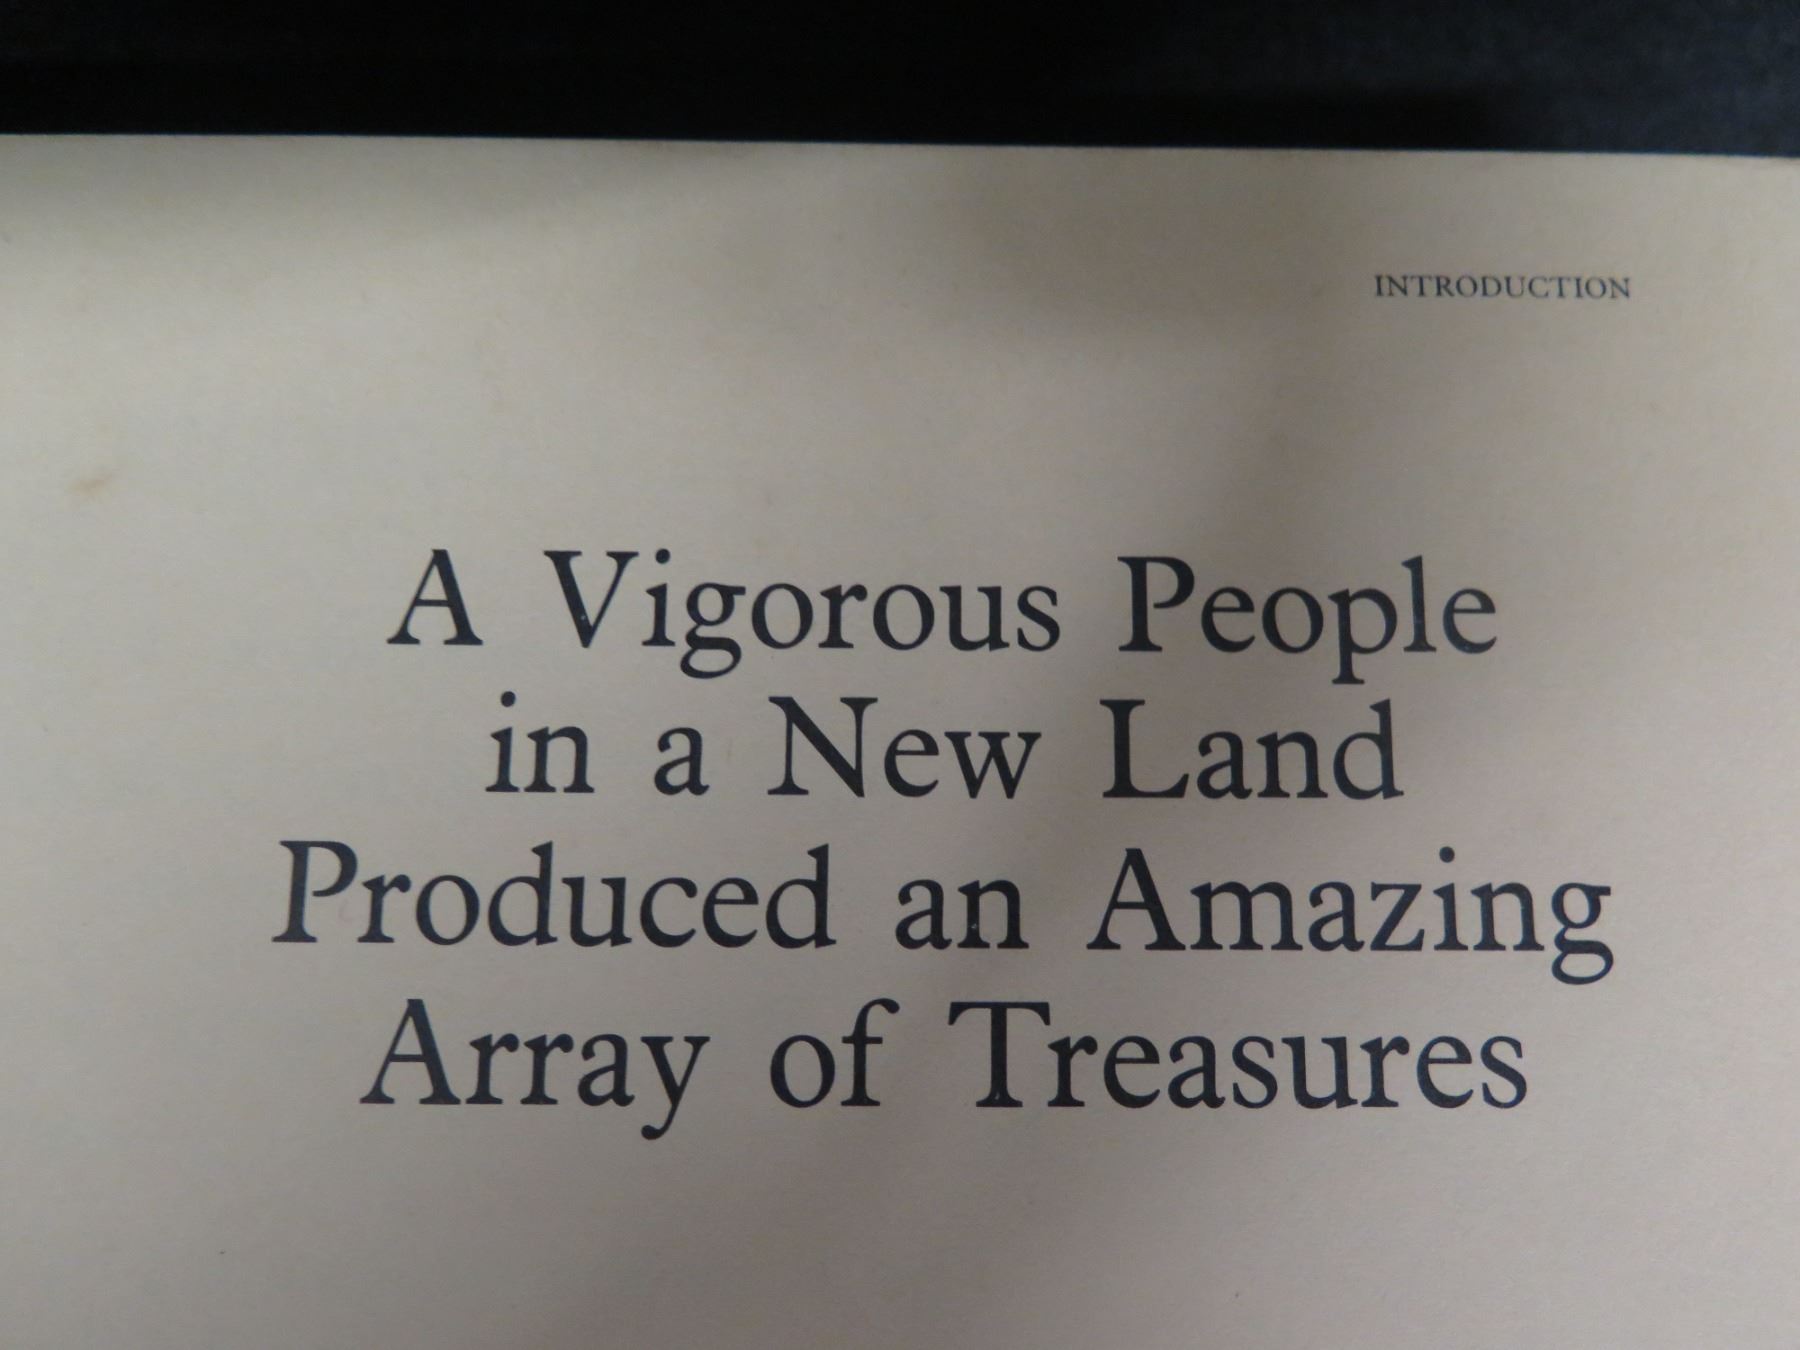 INTRODUCTION
A Vigorous People
in a New Land
Produced an Amazing
Array of Treasures